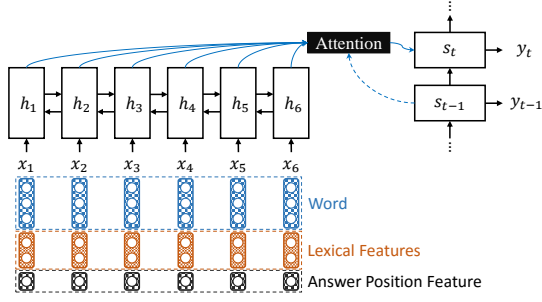 ⋮
Attention
s_t
y_t
h_1 h_2 h_3 h_4 h_5 h_6
s_{t−1}
y_{t−1}
⋮
x_1 x_2 x_3 x_4 x_5 x_6
Word
Lexical Features
Answer Position Feature